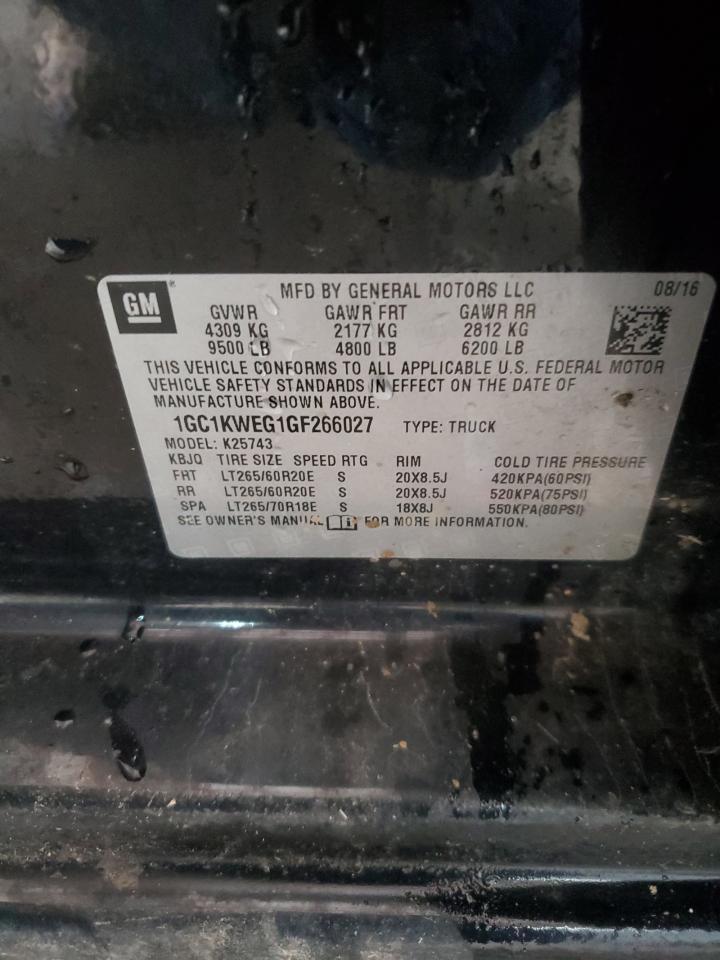 GM ® MFD BY GENERAL MOTORS LLC 08/16
GVWR GAWR FRT GAWR RR
4309 KG 2177 KG 2812 KG
9500 LB 4800 LB 6200 LB
THIS VEHICLE CONFORMS TO ALL APPLICABLE U.S. FEDERAL MOTOR
VEHICLE SAFETY STANDARDS IN EFFECT ON THE DATE OF
MANUFACTURE SHOWN ABOVE.
1GC1KWEG1GF266027 TYPE: TRUCK
MODEL: K25743
KBJQ TIRE SIZE SPEED RTG RIM COLD TIRE PRESSURE
FRT LT265/60R20E S 20X8.5J 420KPA(60PSI)
RR LT265/60R20E S 20X8.5J 520KPA(75PSI)
SPA LT265/70R18E S 18X8J 550KPA(80PSI)
SEE OWNER'S MANUAL FOR MORE INFORMATION.